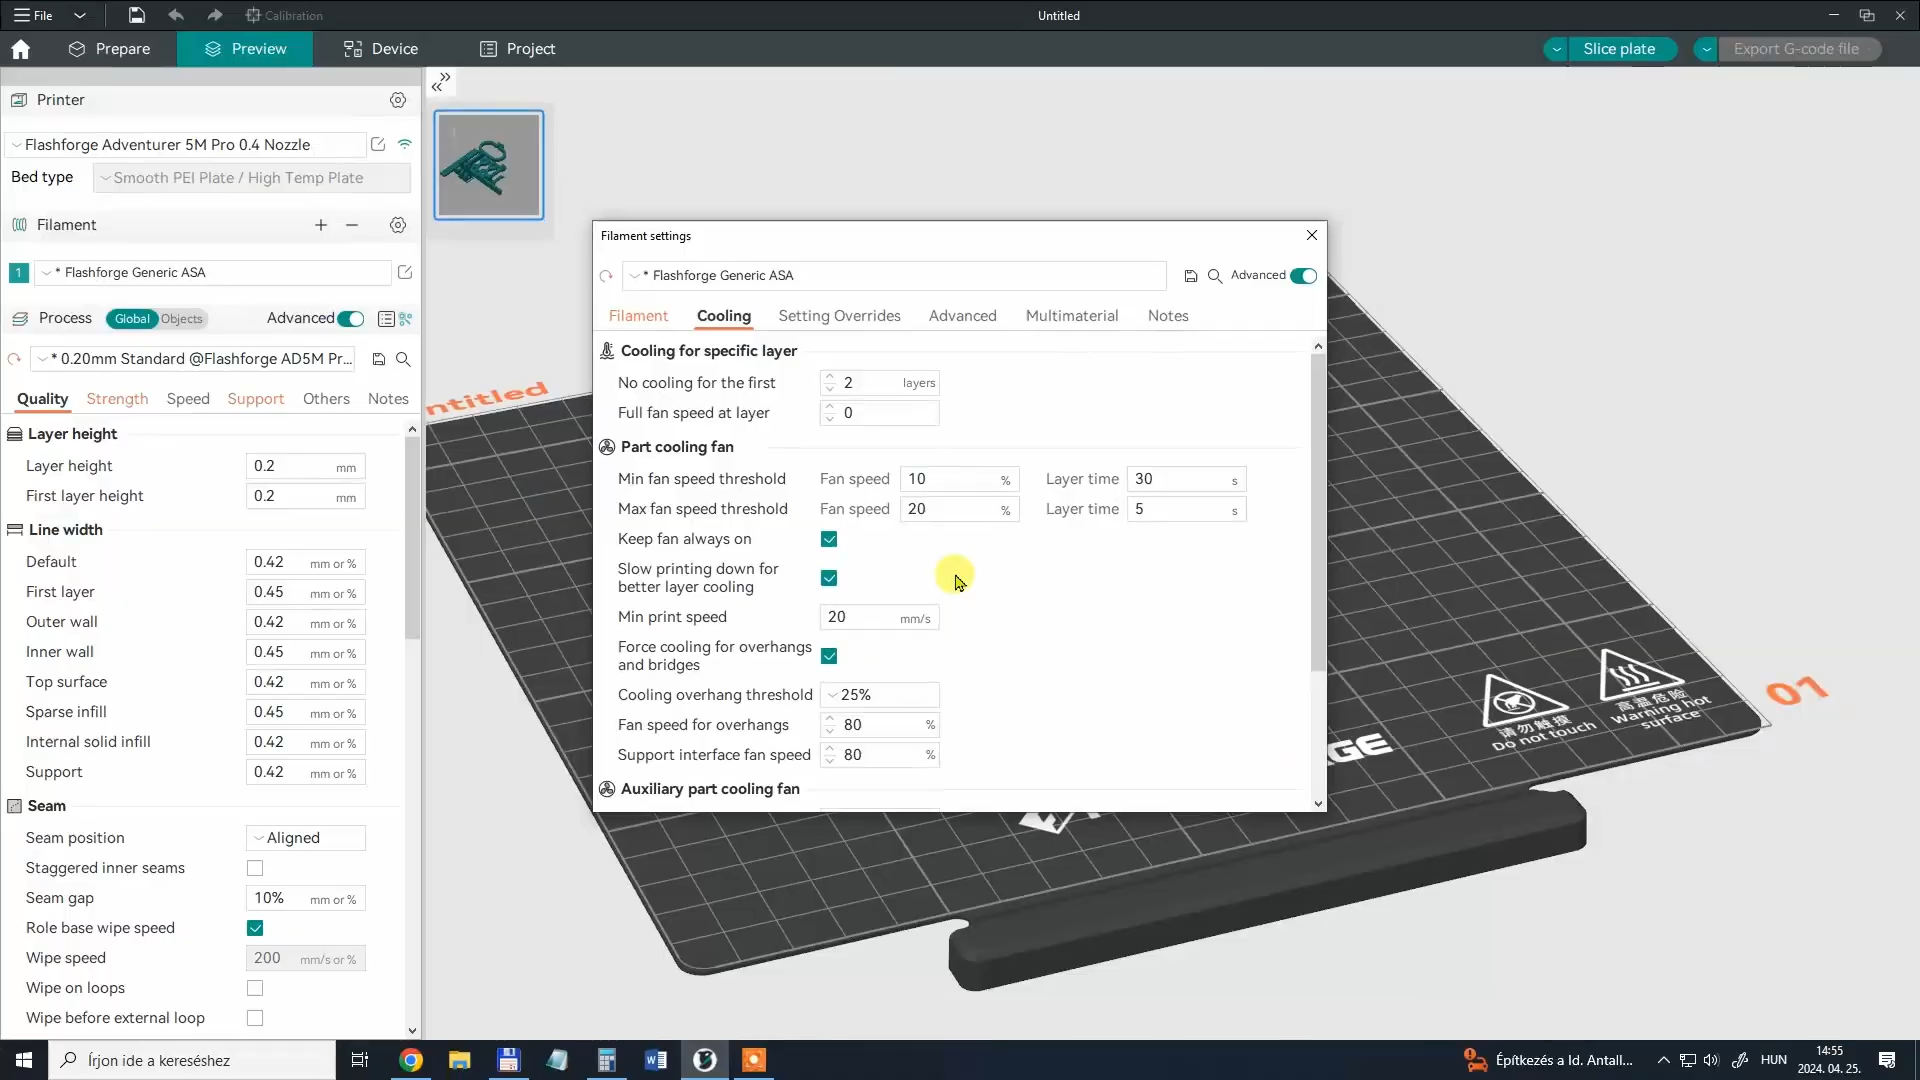 File
Calibration
Untitled
Prepare
Preview
Device
Project
Slice plate
Export G-code file
Printer
Flashforge Adventurer 5M Pro 0.4 Nozzle
Bed type
Smooth PEI Plate / High Temp Plate
Filament
1
* Flashforge Generic ASA
Process
Global
Objects
Advanced
* 0.20mm Standard @Flashforge AD5M Pr...
Quality
Strength
Speed
Support
Others
Notes
Layer height
Layer height 0.2 mm
First layer height 0.2 mm
Line width
Default 0.42 mm or %
First layer 0.45 mm or %
Outer wall 0.42 mm or %
Inner wall 0.45 mm or %
Top surface 0.42 mm or %
Sparse infill 0.45 mm or %
Internal solid infill 0.42 mm or %
Support 0.42 mm or %
Seam
Seam position Aligned
Staggered inner seams
Seam gap 10% mm or %
Role base wipe speed
Wipe speed 200 mm/s or %
Wipe on loops
Wipe before external loop
Filament settings
* Flashforge Generic ASA
Advanced
Filament
Cooling
Setting Overrides
Advanced
Multimaterial
Notes
Cooling for specific layer
No cooling for the first 2 layers
Full fan speed at layer 0
Part cooling fan
Min fan speed threshold Fan speed 10 % Layer time 30 s
Max fan speed threshold Fan speed 20 % Layer time 5 s
Keep fan always on
Slow printing down for
better layer cooling
Min print speed 20 mm/s
Force cooling for overhangs
and bridges
Cooling overhang threshold 25%
Fan speed for overhangs 80 %
Support interface fan speed 80 %
Auxiliary part cooling fan
ntitled
01
请勿触摸
Do not touch
高温危险
Warning hot
surface
GE
Írjon ide a kereséshez
Építkezés a Id. Antall...
HUN
14:55
2024. 04. 25.